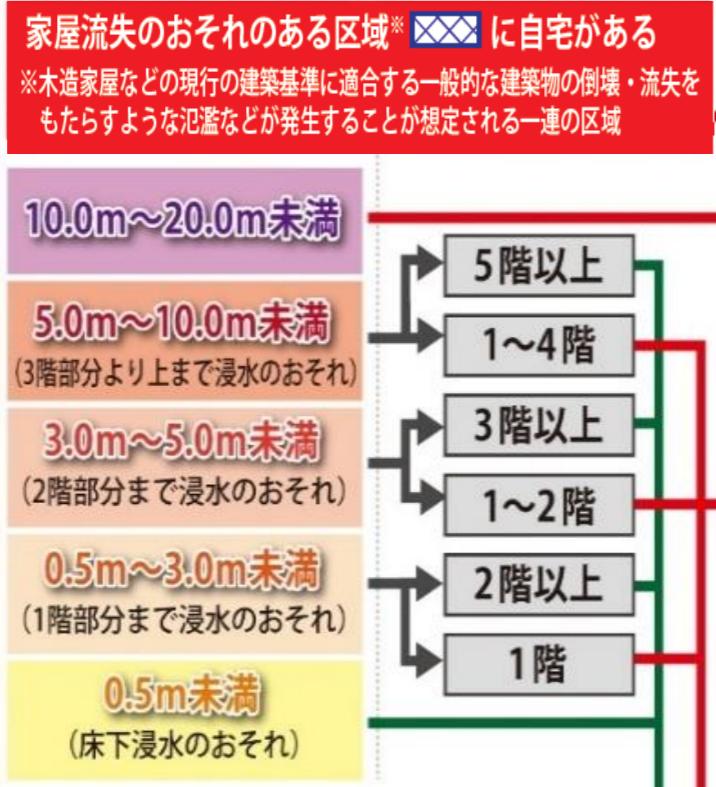 家屋流失のおそれのある区域※ に自宅がある
※木造家屋などの現行の建築基準に適合する一般的な建築物の倒壊・流失を
もたらすような氾濫などが発生することが想定される一連の区域
10.0m～20.0m未満
5階以上
5.0m～10.0m未満
1～4階
（3階部分より上まで浸水のおそれ）
3階以上
3.0m～5.0m未満
（2階部分まで浸水のおそれ）
1～2階
0.5m～3.0m未満
2階以上
（1階部分まで浸水のおそれ）
1階
0.5m未満
（床下浸水のおそれ）